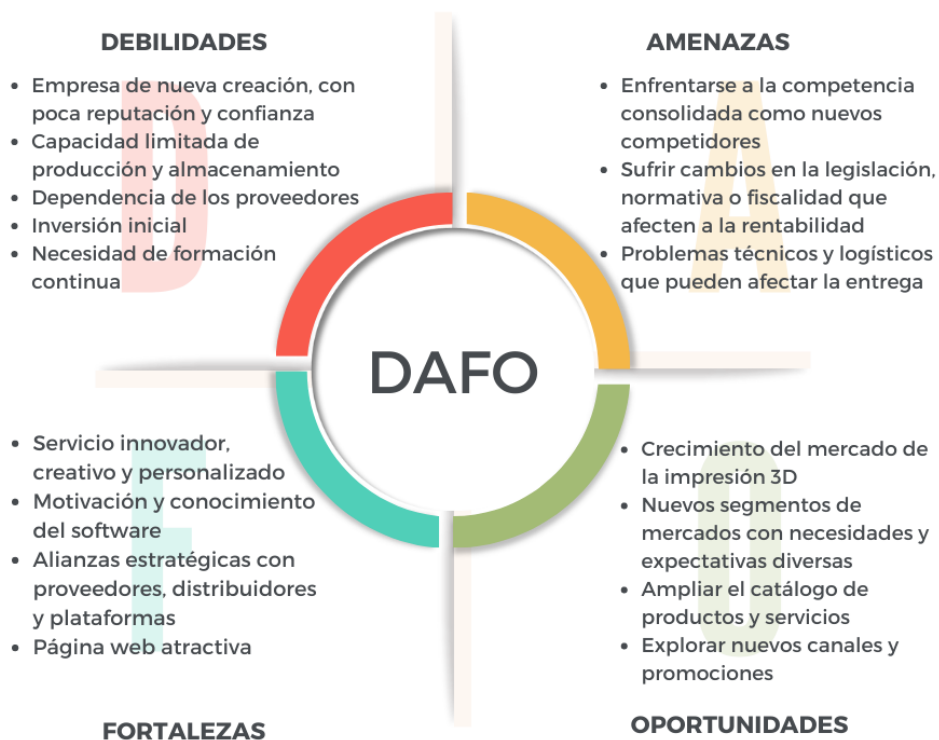 DEBILIDADES
• Empresa de nueva creación, con
poca reputación y confianza
• Capacidad limitada de
producción y almacenamiento
• Dependencia de los proveedores
• Inversión inicial
• Necesidad de formación
continua
D
AMENAZAS
• Enfrentarse a la competencia
consolidada como nuevos
competidores
• Sufrir cambios en la legislación,
normativa o fiscalidad que
afecten a la rentabilidad
• Problemas técnicos y logísticos
que pueden afectar la entrega
A
DAFO
• Servicio innovador,
creativo y personalizado
• Motivación y conocimiento
del software
• Alianzas estratégicas con
proveedores, distribuidores
y plataformas
• Página web atractiva
F
FORTALEZAS
• Crecimiento del mercado de
la impresión 3D
• Nuevos segmentos de
mercados con necesidades y
expectativas diversas
• Ampliar el catálogo de
productos y servicios
• Explorar nuevos canales y
promociones
O
OPORTUNIDADES